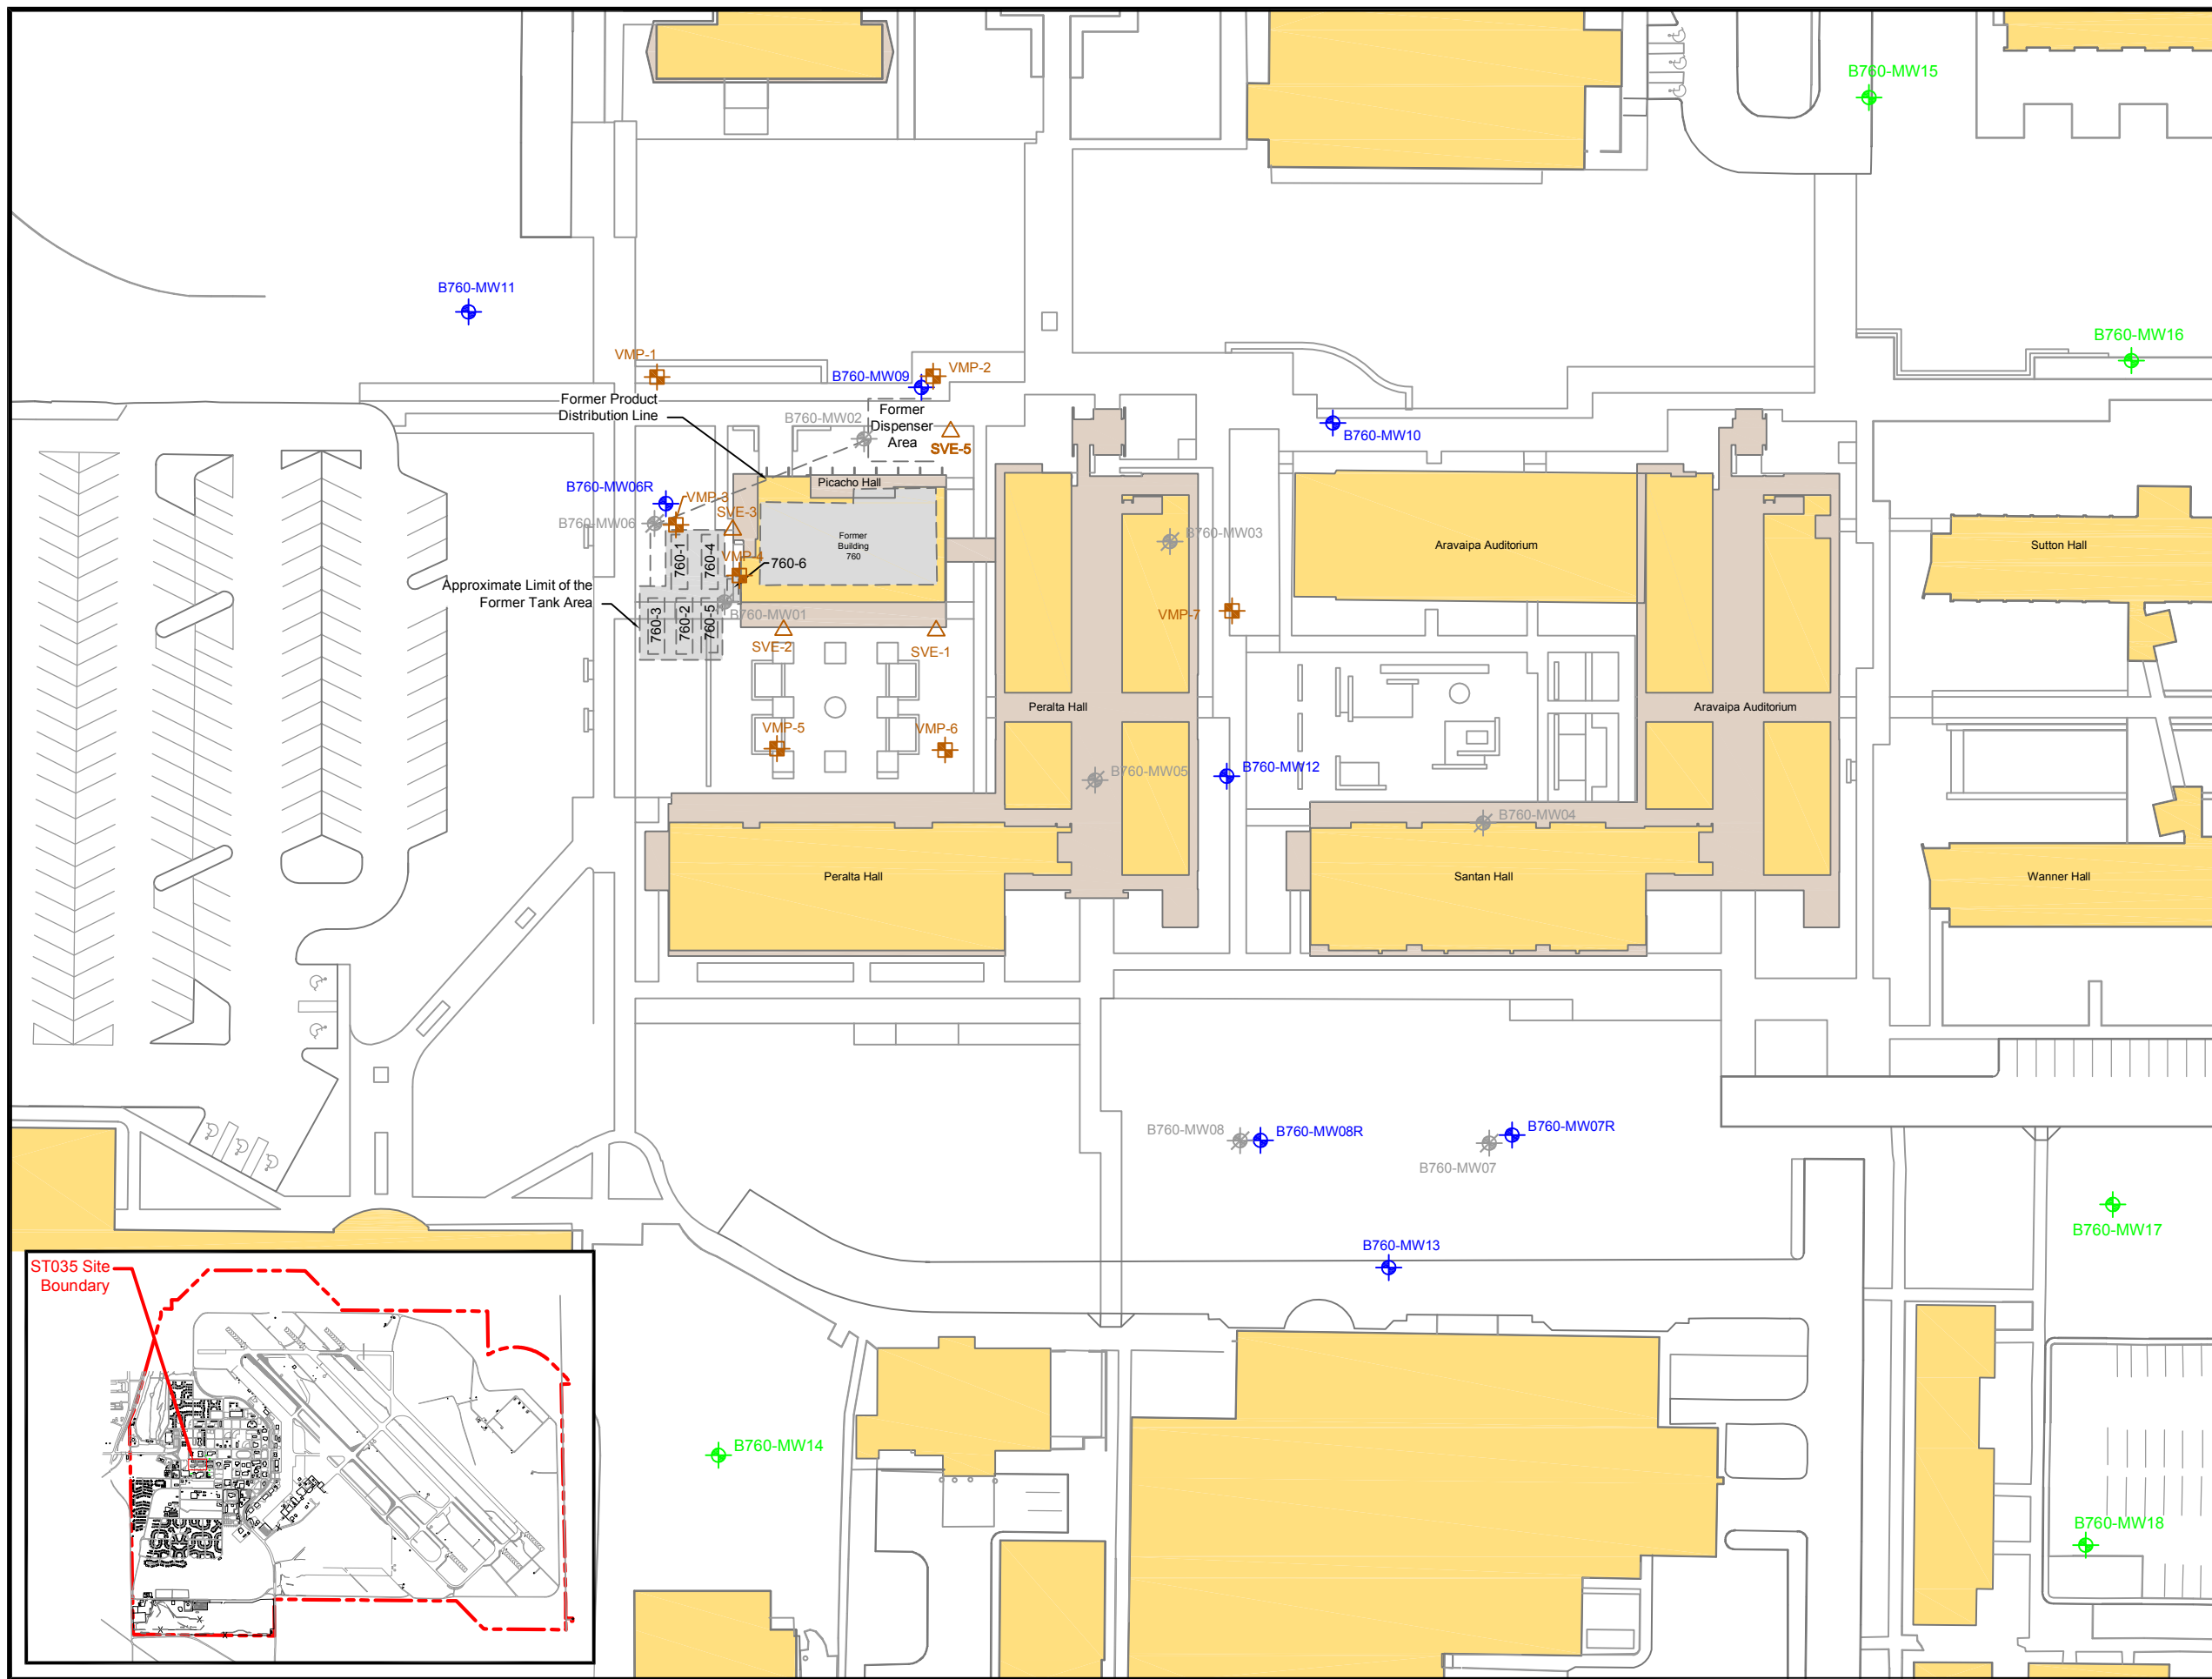 B760-MW15
B760-MW11
B760-MW16
VMP-1
VMP-2
B760-MW09
Former Product
Distribution Line
Former
Dispenser
Area
B760-MW02
SVE-5
B760-MW10
Picacho Hall
B760-MW06R
VMP-3
SVE-3
B760-MW06
B760-MW03
Former
Building
760
Aravaipa Auditorium
Sutton Hall
760-1
760-4
VMP-4
760-6
Approximate Limit of the
Former Tank Area
760-3
760-2
760-5
B760-MW01
VMP-7
SVE-2
SVE-1
Peralta Hall
Aravaipa Auditorium
VMP-5
VMP-6
B760-MW05
B760-MW12
B760-MW04
Peralta Hall
Santan Hall
Wanner Hall
B760-MW08
B760-MW08R
B760-MW07R
B760-MW07
B760-MW17
B760-MW13
ST035 Site
Boundary
B760-MW14
B760-MW18